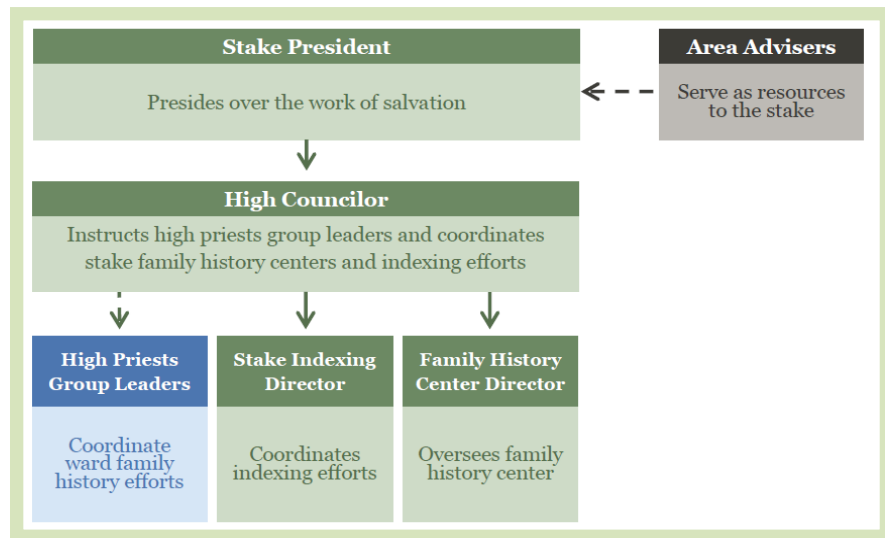 Stake President
Presides over the work of salvation
Area Advisers
Serve as resources
to the stake
High Councilor
Instructs high priests group leaders and coordinates
stake family history centers and indexing efforts
High Priests
Group Leaders
Coordinate
ward family
history efforts
Stake Indexing
Director
Coordinates
indexing efforts
Family History
Center Director
Oversees family
history center